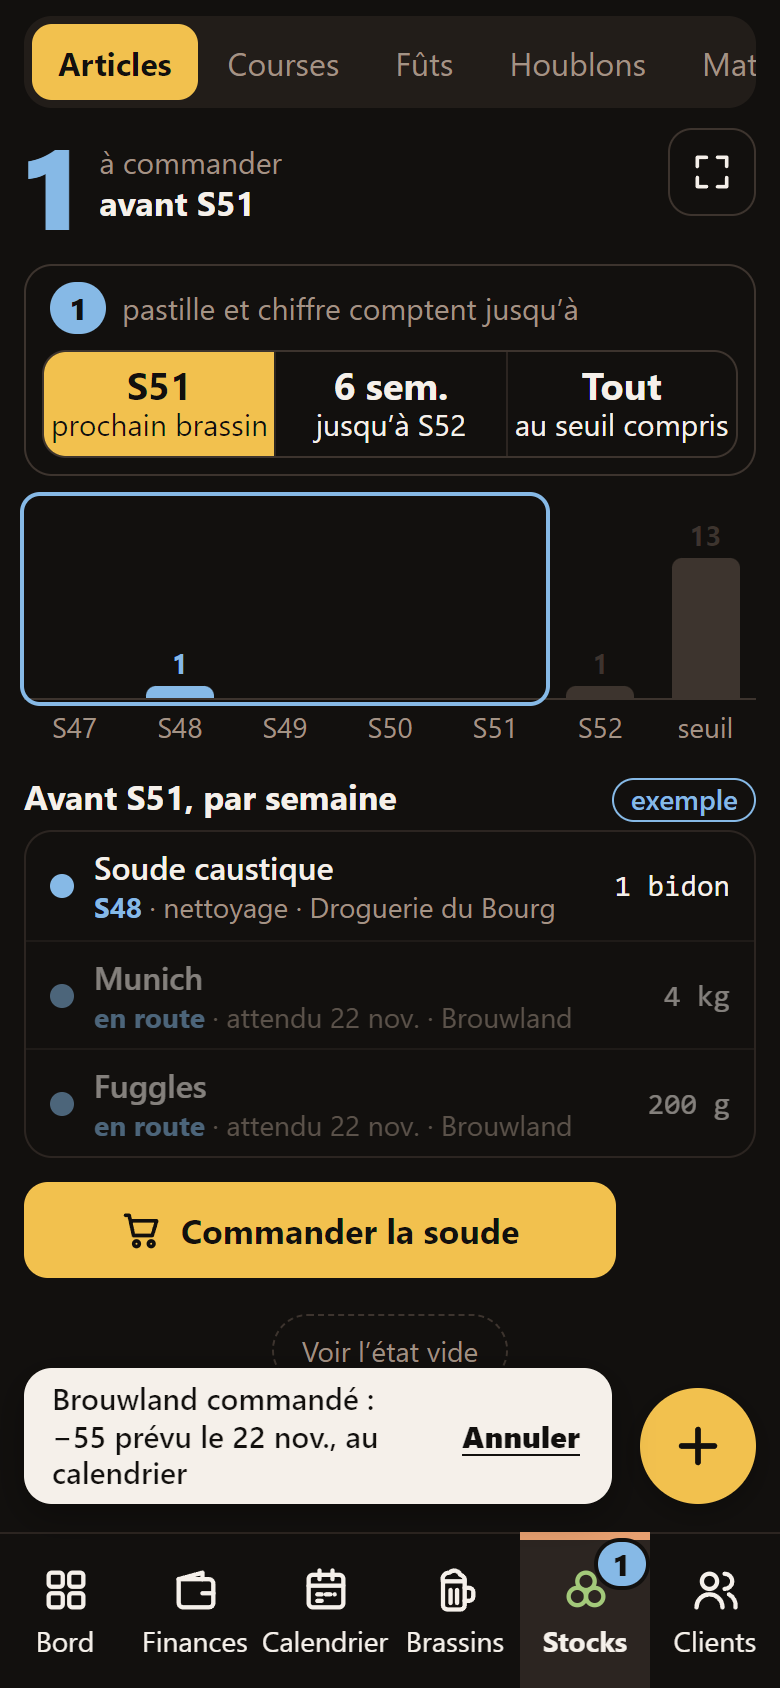 Articles Courses Fûts Houblons Mat
1 à commander
avant S51
1 pastille et chiffre comptent jusqu’à
S51 6 sem. Tout
prochain brassin jusqu’à S52 au seuil compris
13
1 1
S47 S48 S49 S50 S51 S52 seuil
Avant S51, par semaine exemple
Soude caustique 1 bidon
S48 · nettoyage · Droguerie du Bourg
Munich 4 kg
en route · attendu 22 nov. · Brouwland
Fuggles 200 g
en route · attendu 22 nov. · Brouwland
Commander la soude
Voir l’état vide
Brouwland commandé :
−55 prévu le 22 nov., au
calendrier
Annuler
1
Bord Finances Calendrier Brassins Stocks Clients